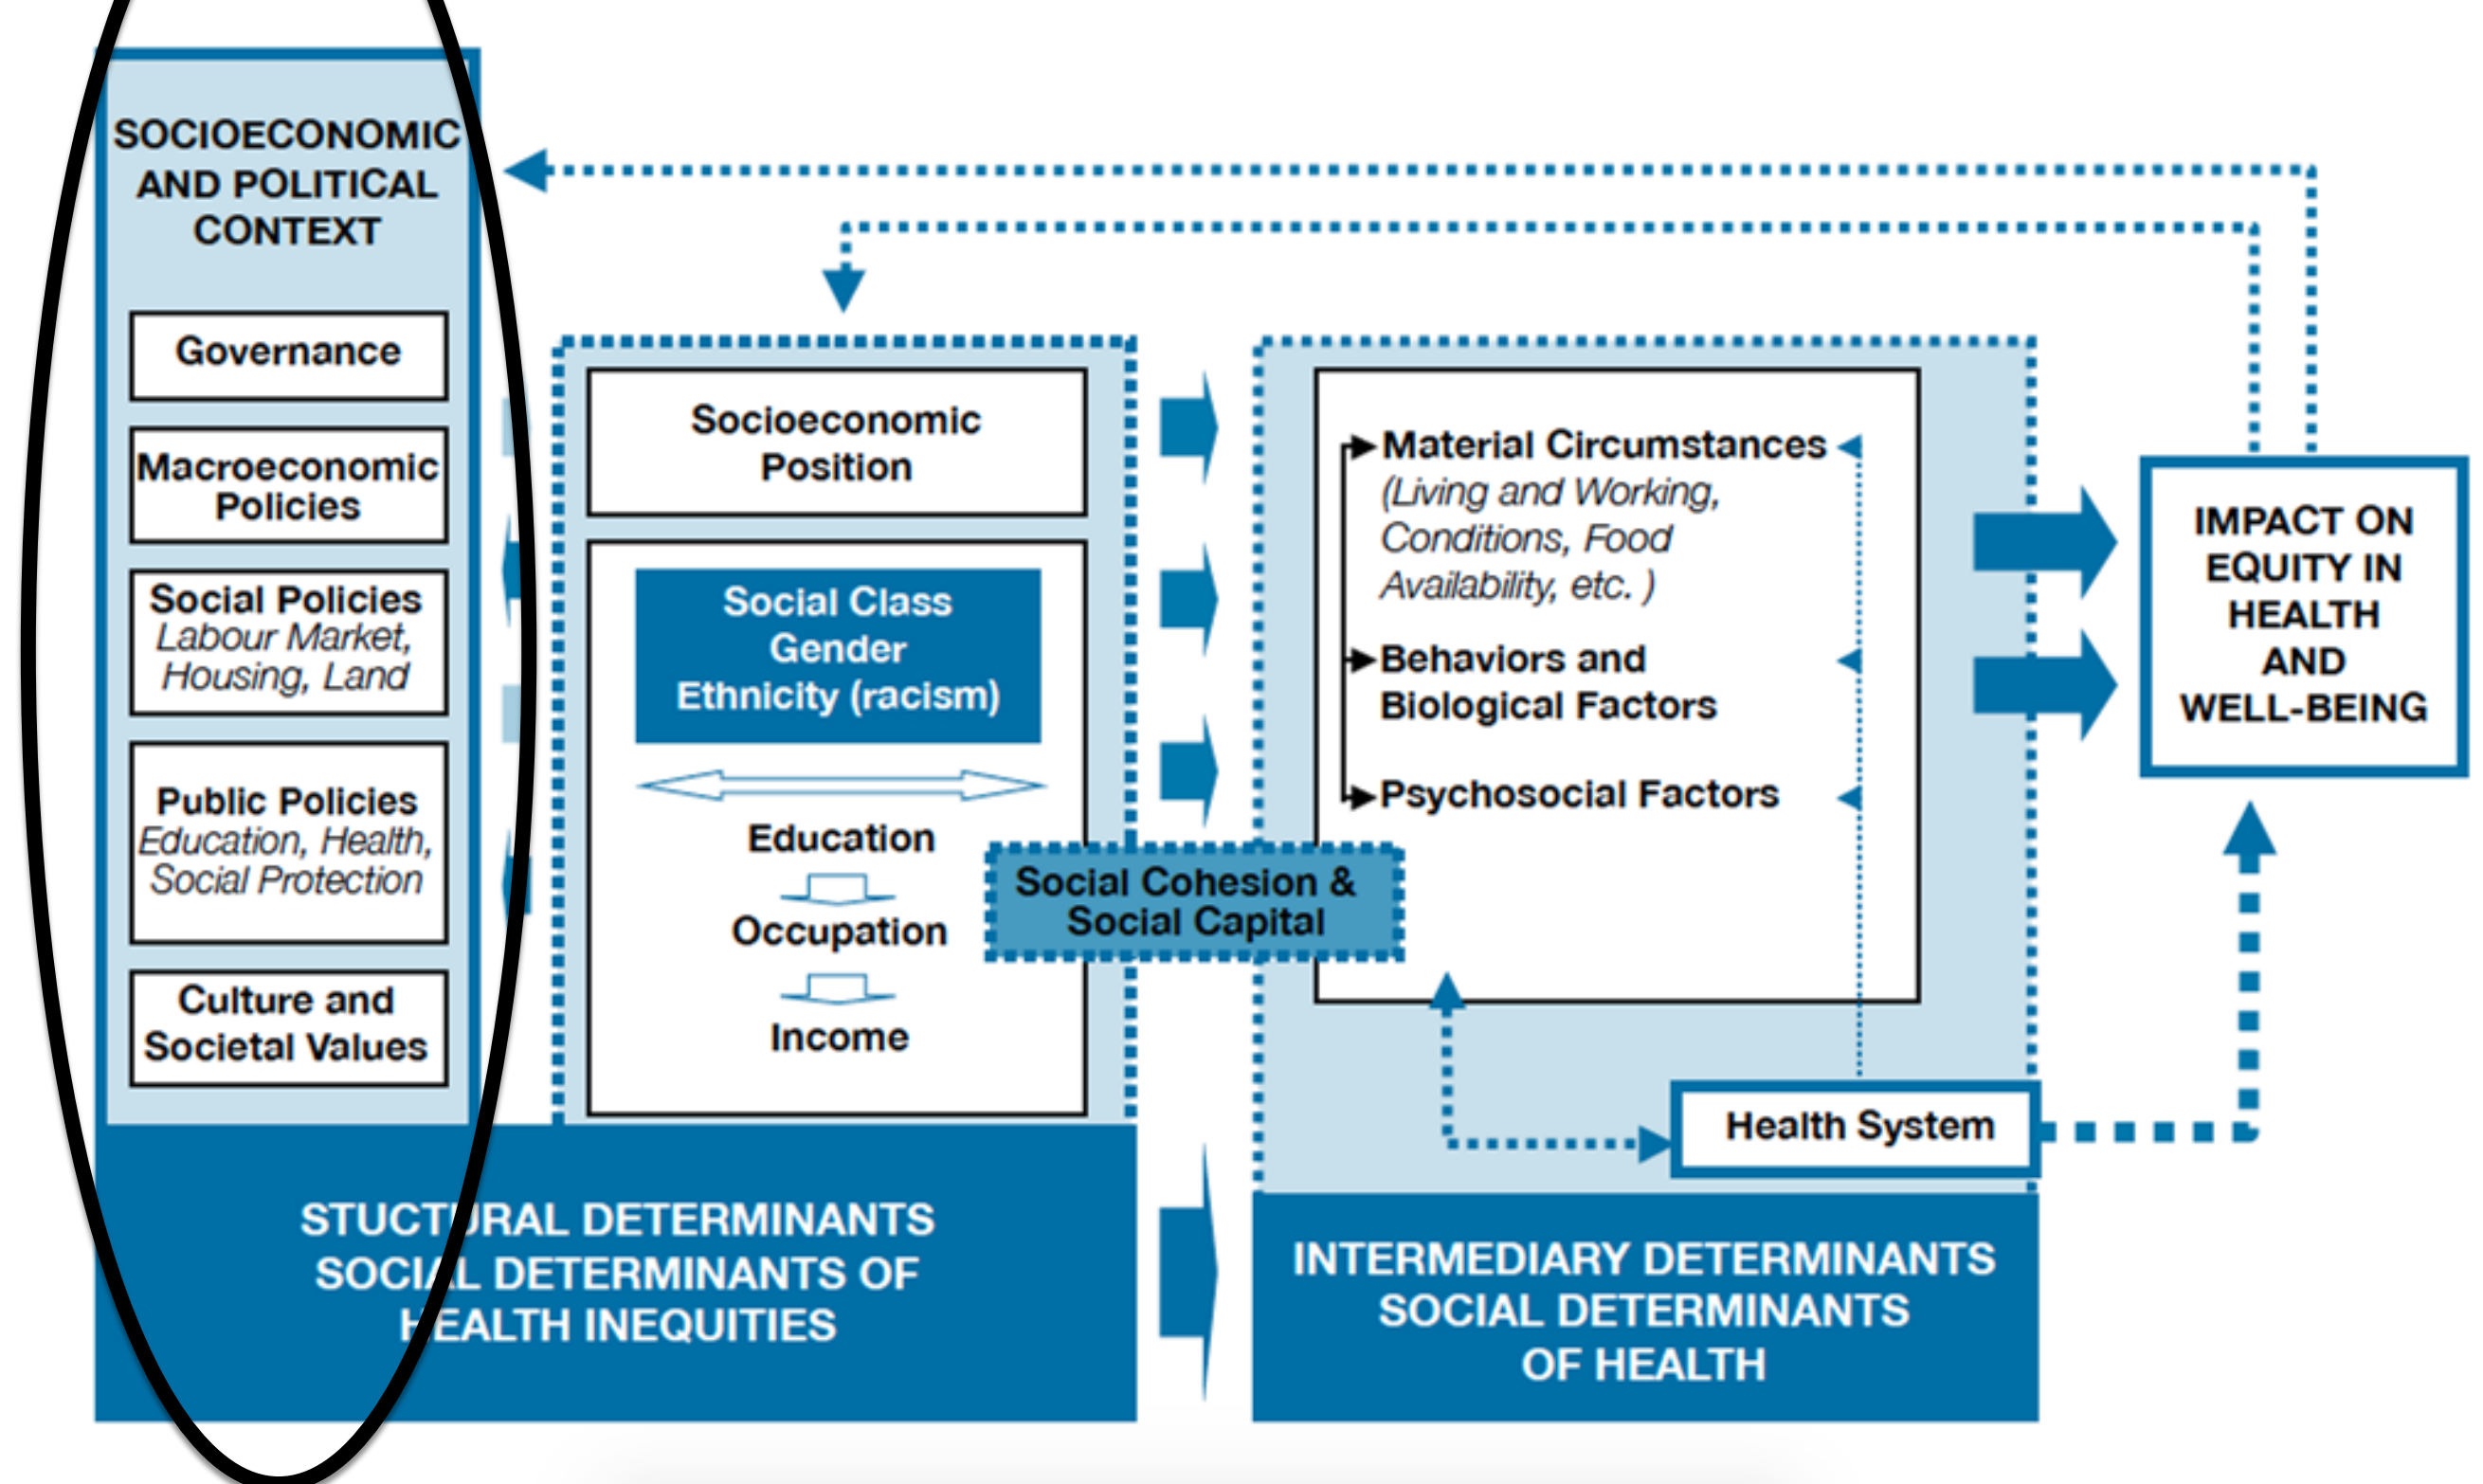 SOCIOECONOMIC
AND POLITICAL
CONTEXT
Governance
Macroeconomic
Policies
Social Policies
Labour Market,
Housing, Land
Public Policies
Education, Health,
Social Protection
Culture and
Societal Values
Socioeconomic
Position
Social Class
Gender
Ethnicity (racism)
Education
Occupation
Income
Social Cohesion &
Social Capital
Material Circumstances
(Living and Working,
Conditions, Food
Availability, etc. )
Behaviors and
Biological Factors
Psychosocial Factors
Health System
IMPACT ON
EQUITY IN
HEALTH
AND
WELL-BEING
STUCTURAL DETERMINANTS
SOCIAL DETERMINANTS OF
HEALTH INEQUITIES
INTERMEDIARY DETERMINANTS
SOCIAL DETERMINANTS
OF HEALTH